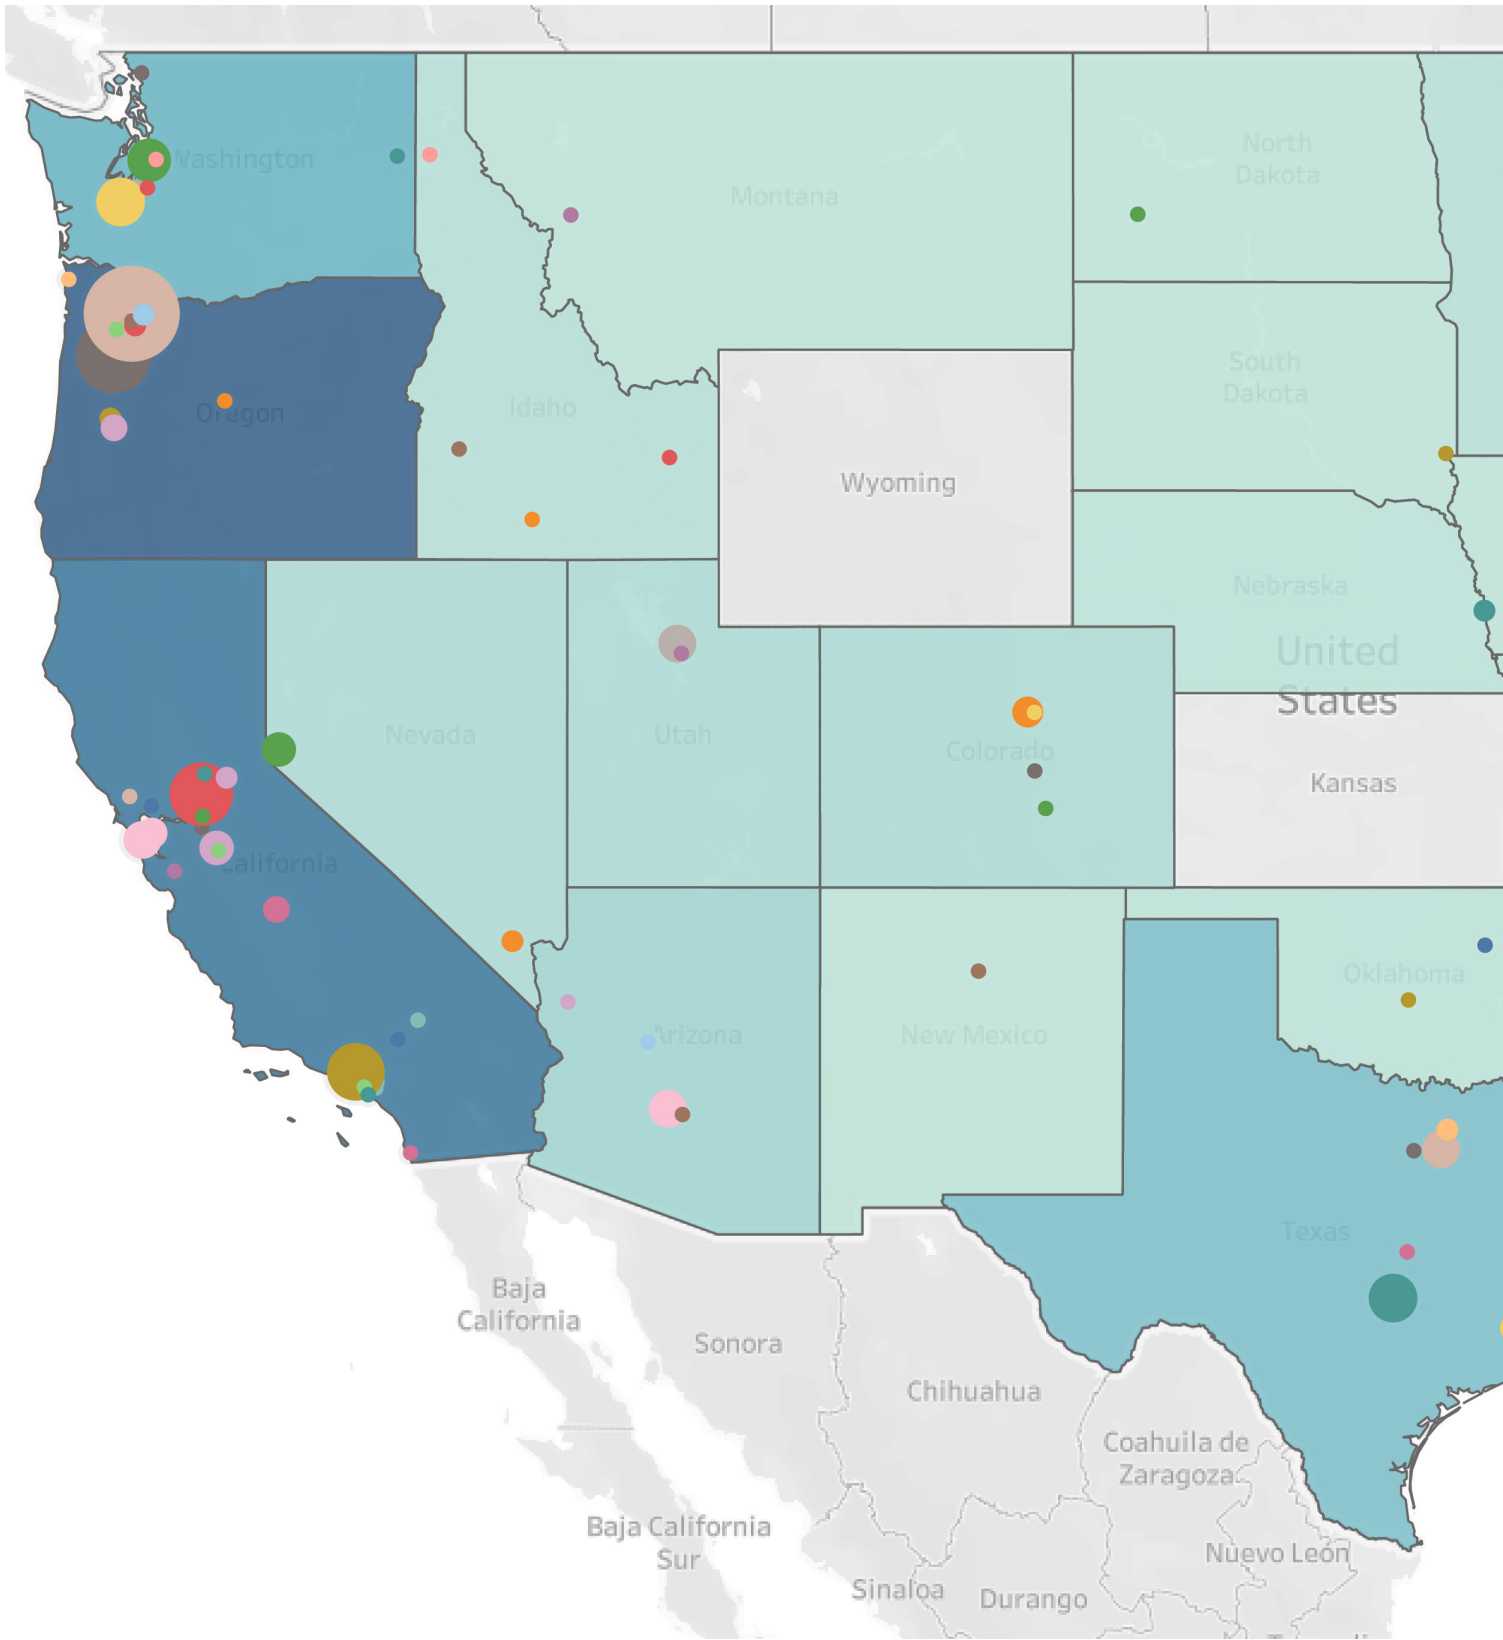 Washington
North
Dakota
Montana
South
Dakota
Idaho
Oregon
Wyoming
Nebraska
United
States
Nevada
Utah
Colorado
Kansas
California
Oklahoma
Arizona
New Mexico
Texas
Baja
California
Sonora
Chihuahua
Coahuila de
Zaragoza
Baja California
Sur
Nuevo León
Sinaloa
Durango